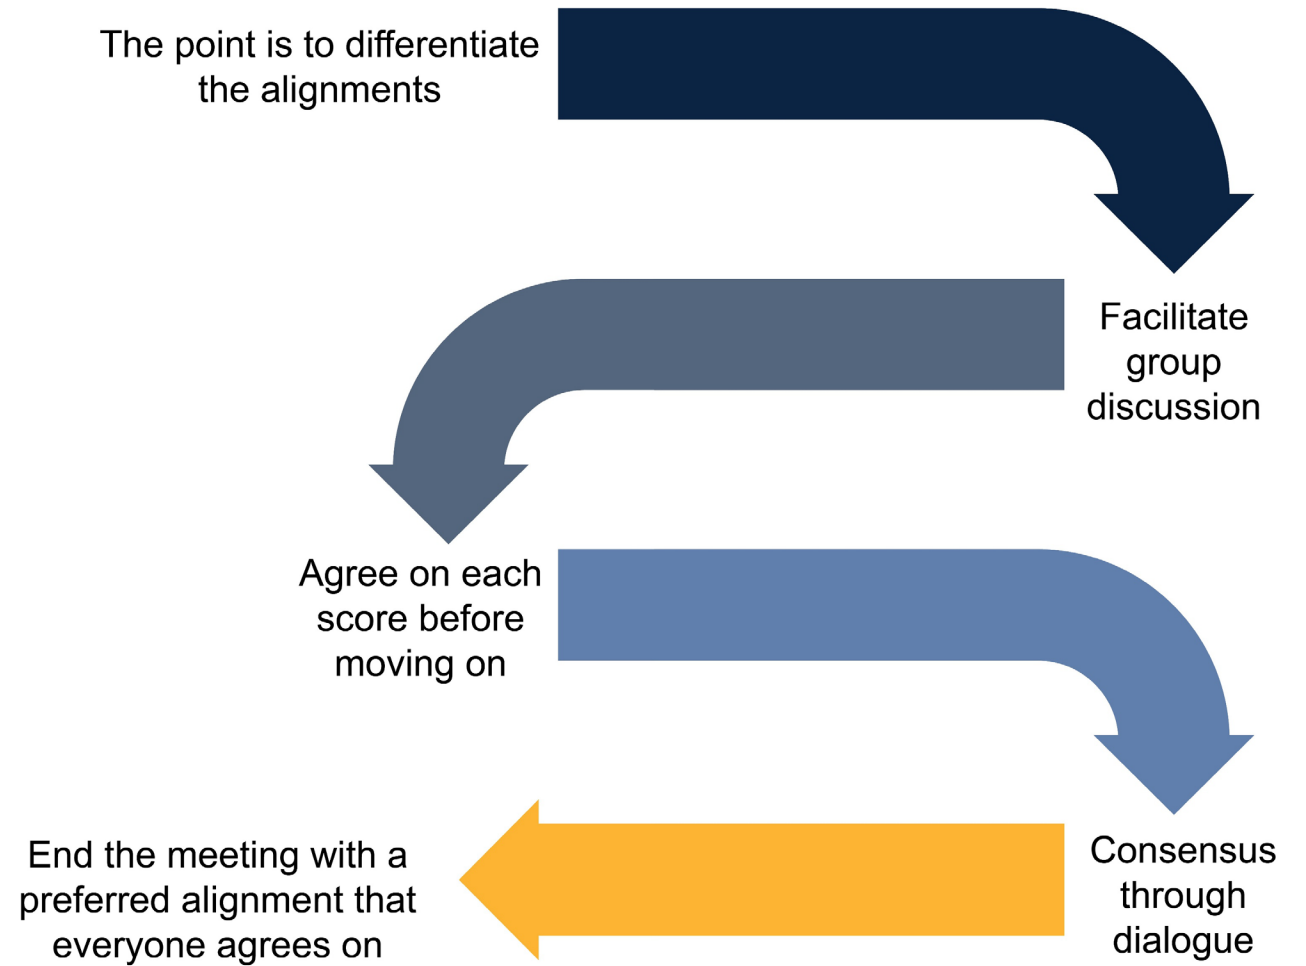 The point is to differentiate
the alignments
Facilitate
group
discussion
Agree on each
score before
moving on
Consensus
through
dialogue
End the meeting with a
preferred alignment that
everyone agrees on